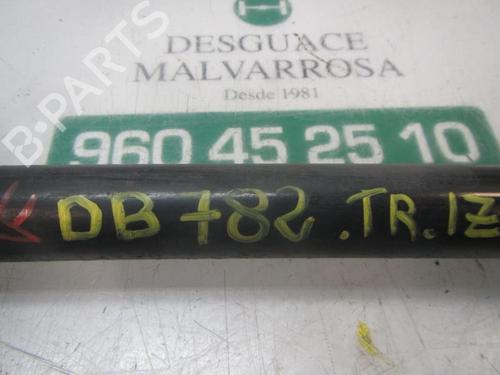 B-PARTS
DESGUACE
MALVARROSA
Desde 1981
960 45 25 10
DB 782 .TR.IZ